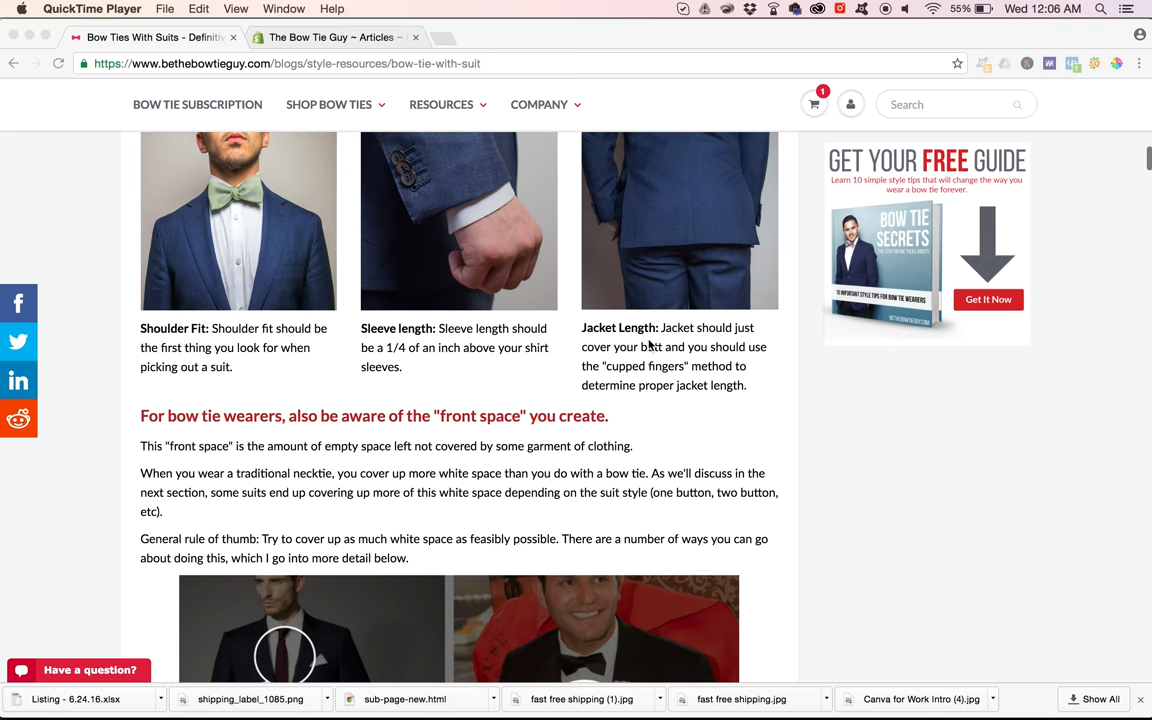 QuickTime Player File Edit View Window Help 55% Wed 12:06 AM
Bow Ties With Suits - Definitiv The Bow Tie Guy ~ Articles ~
https://www.bethebowtieguy.com/blogs/style-resources/bow-tie-with-suit
BOW TIE SUBSCRIPTION SHOP BOW TIES RESOURCES COMPANY 1 Search
GET YOUR FREE GUIDE
Learn 10 simple style tips that will change the way you
wear a bow tie forever.
BOW TIE
SECRETS
10 IMPORTANT STYLE TIPS FOR BOW TIE WEARERS
BETHEBOWTIEGUY.COM
Get It Now
Shoulder Fit: Shoulder fit should be
the first thing you look for when
picking out a suit.
Sleeve length: Sleeve length should
be a 1/4 of an inch above your shirt
sleeves.
Jacket Length: Jacket should just
cover your butt and you should use
the "cupped fingers" method to
determine proper jacket length.
For bow tie wearers, also be aware of the "front space" you create.
This "front space" is the amount of empty space left not covered by some garment of clothing.
When you wear a traditional necktie, you cover up more white space than you do with a bow tie. As we'll discuss in the
next section, some suits end up covering up more of this white space depending on the suit style (one button, two button,
etc).
General rule of thumb: Try to cover up as much white space as feasibly possible. There are a number of ways you can go
about doing this, which I go into more detail below.
Have a question?
Listing - 6.24.16.xlsx shipping_label_1085.png sub-page-new.html fast free shipping (1).jpg fast free shipping.jpg Canva for Work Intro (4).jpg Show All